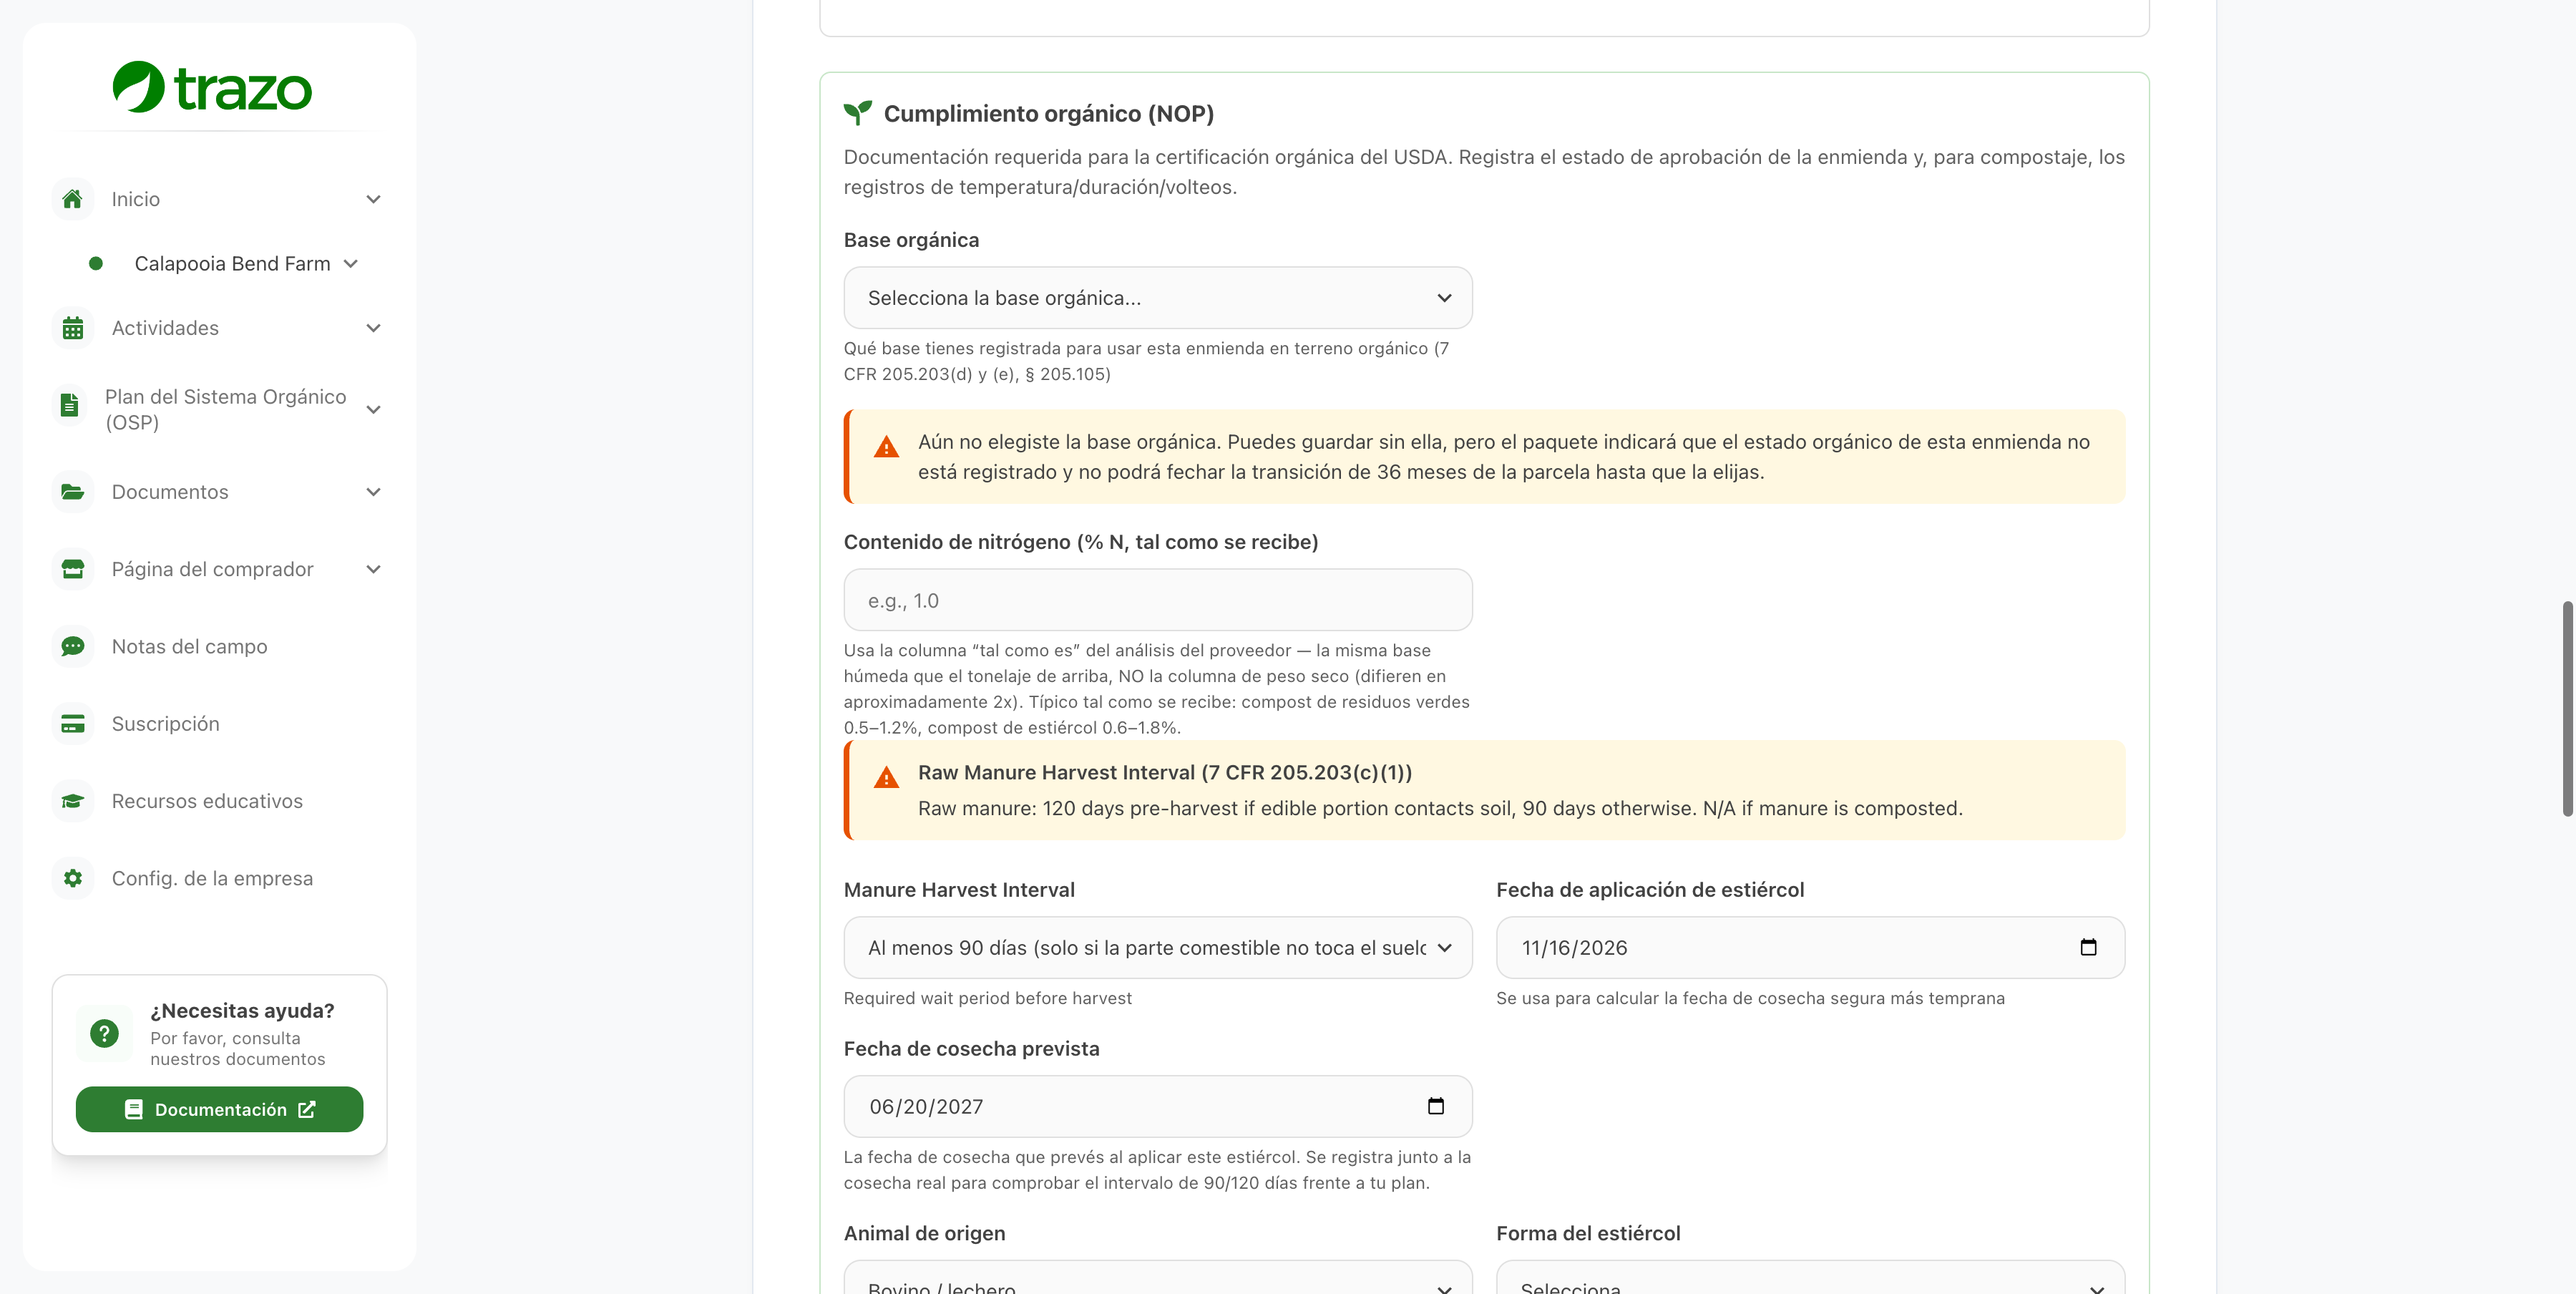 trazo
Inicio
Calapooia Bend Farm
Actividades
Plan del Sistema Orgánico
(OSP)
Documentos
Página del comprador
Notas del campo
Suscripción
Recursos educativos
Config. de la empresa
¿Necesitas ayuda?
Por favor, consulta
nuestros documentos
Documentación
Cumplimiento orgánico (NOP)
Documentación requerida para la certificación orgánica del USDA. Registra el estado de aprobación de la enmienda y, para compostaje, los
registros de temperatura/duración/volteos.
Base orgánica
Selecciona la base orgánica...
Qué base tienes registrada para usar esta enmienda en terreno orgánico (7
CFR 205.203(d) y (e), § 205.105)
Aún no elegiste la base orgánica. Puedes guardar sin ella, pero el paquete indicará que el estado orgánico de esta enmienda no
está registrado y no podrá fechar la transición de 36 meses de la parcela hasta que la elijas.
Contenido de nitrógeno (% N, tal como se recibe)
e.g., 1.0
Usa la columna “tal como es” del análisis del proveedor — la misma base
húmeda que el tonelaje de arriba, NO la columna de peso seco (difieren en
aproximadamente 2x). Típico tal como se recibe: compost de residuos verdes
0.5–1.2%, compost de estiércol 0.6–1.8%.
Raw Manure Harvest Interval (7 CFR 205.203(c)(1))
Raw manure: 120 days pre-harvest if edible portion contacts soil, 90 days otherwise. N/A if manure is composted.
Manure Harvest Interval
Al menos 90 días (solo si la parte comestible no toca el suelo
Required wait period before harvest
Fecha de aplicación de estiércol
11/16/2026
Se usa para calcular la fecha de cosecha segura más temprana
Fecha de cosecha prevista
06/20/2027
La fecha de cosecha que prevés al aplicar este estiércol. Se registra junto a la
cosecha real para comprobar el intervalo de 90/120 días frente a tu plan.
Animal de origen
Bovino / lechero
Forma del estiércol
Selecciona